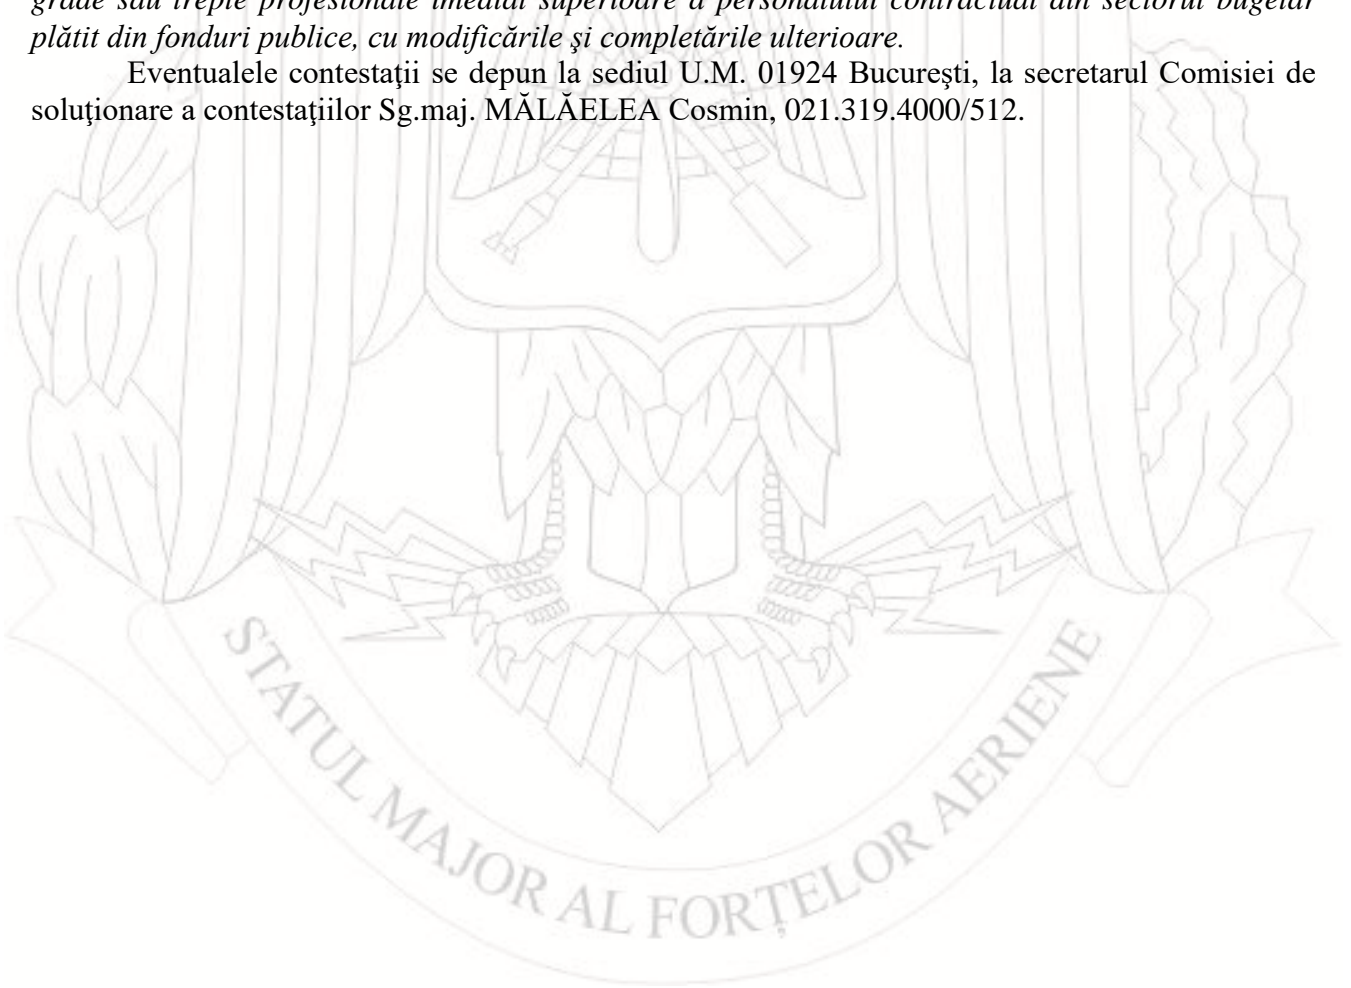 grade sau trepte profesionale imediat superioare a personalului contractual din sectorul bugetar
plătit din fonduri publice, cu modificările şi completările ulterioare.
Eventualele contestaţii se depun la sediul U.M. 01924 Bucureşti, la secretarul Comisiei de
soluţionare a contestaţiilor Sg.maj. MĂLĂELEA Cosmin, 021.319.4000/512.
STATUL MAJOR AL FORȚELOR AERIENE